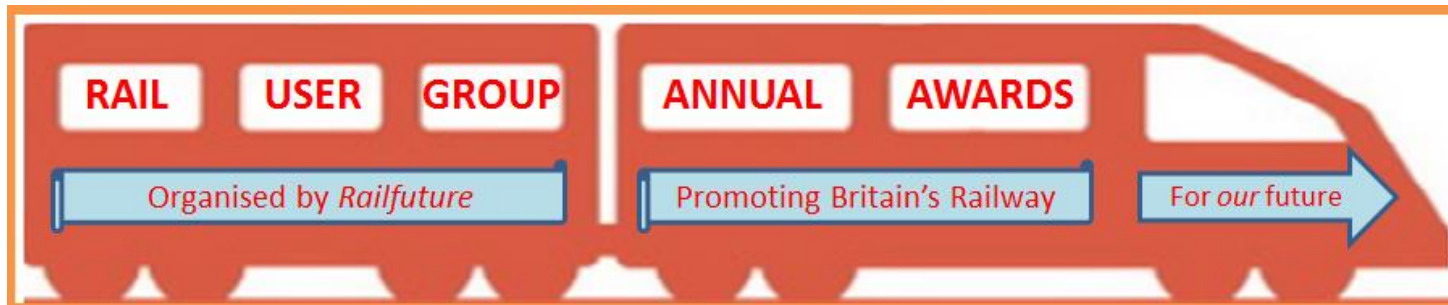 RAIL USER GROUP ANNUAL AWARDS
Organised by Railfuture Promoting Britain's Railway For our future